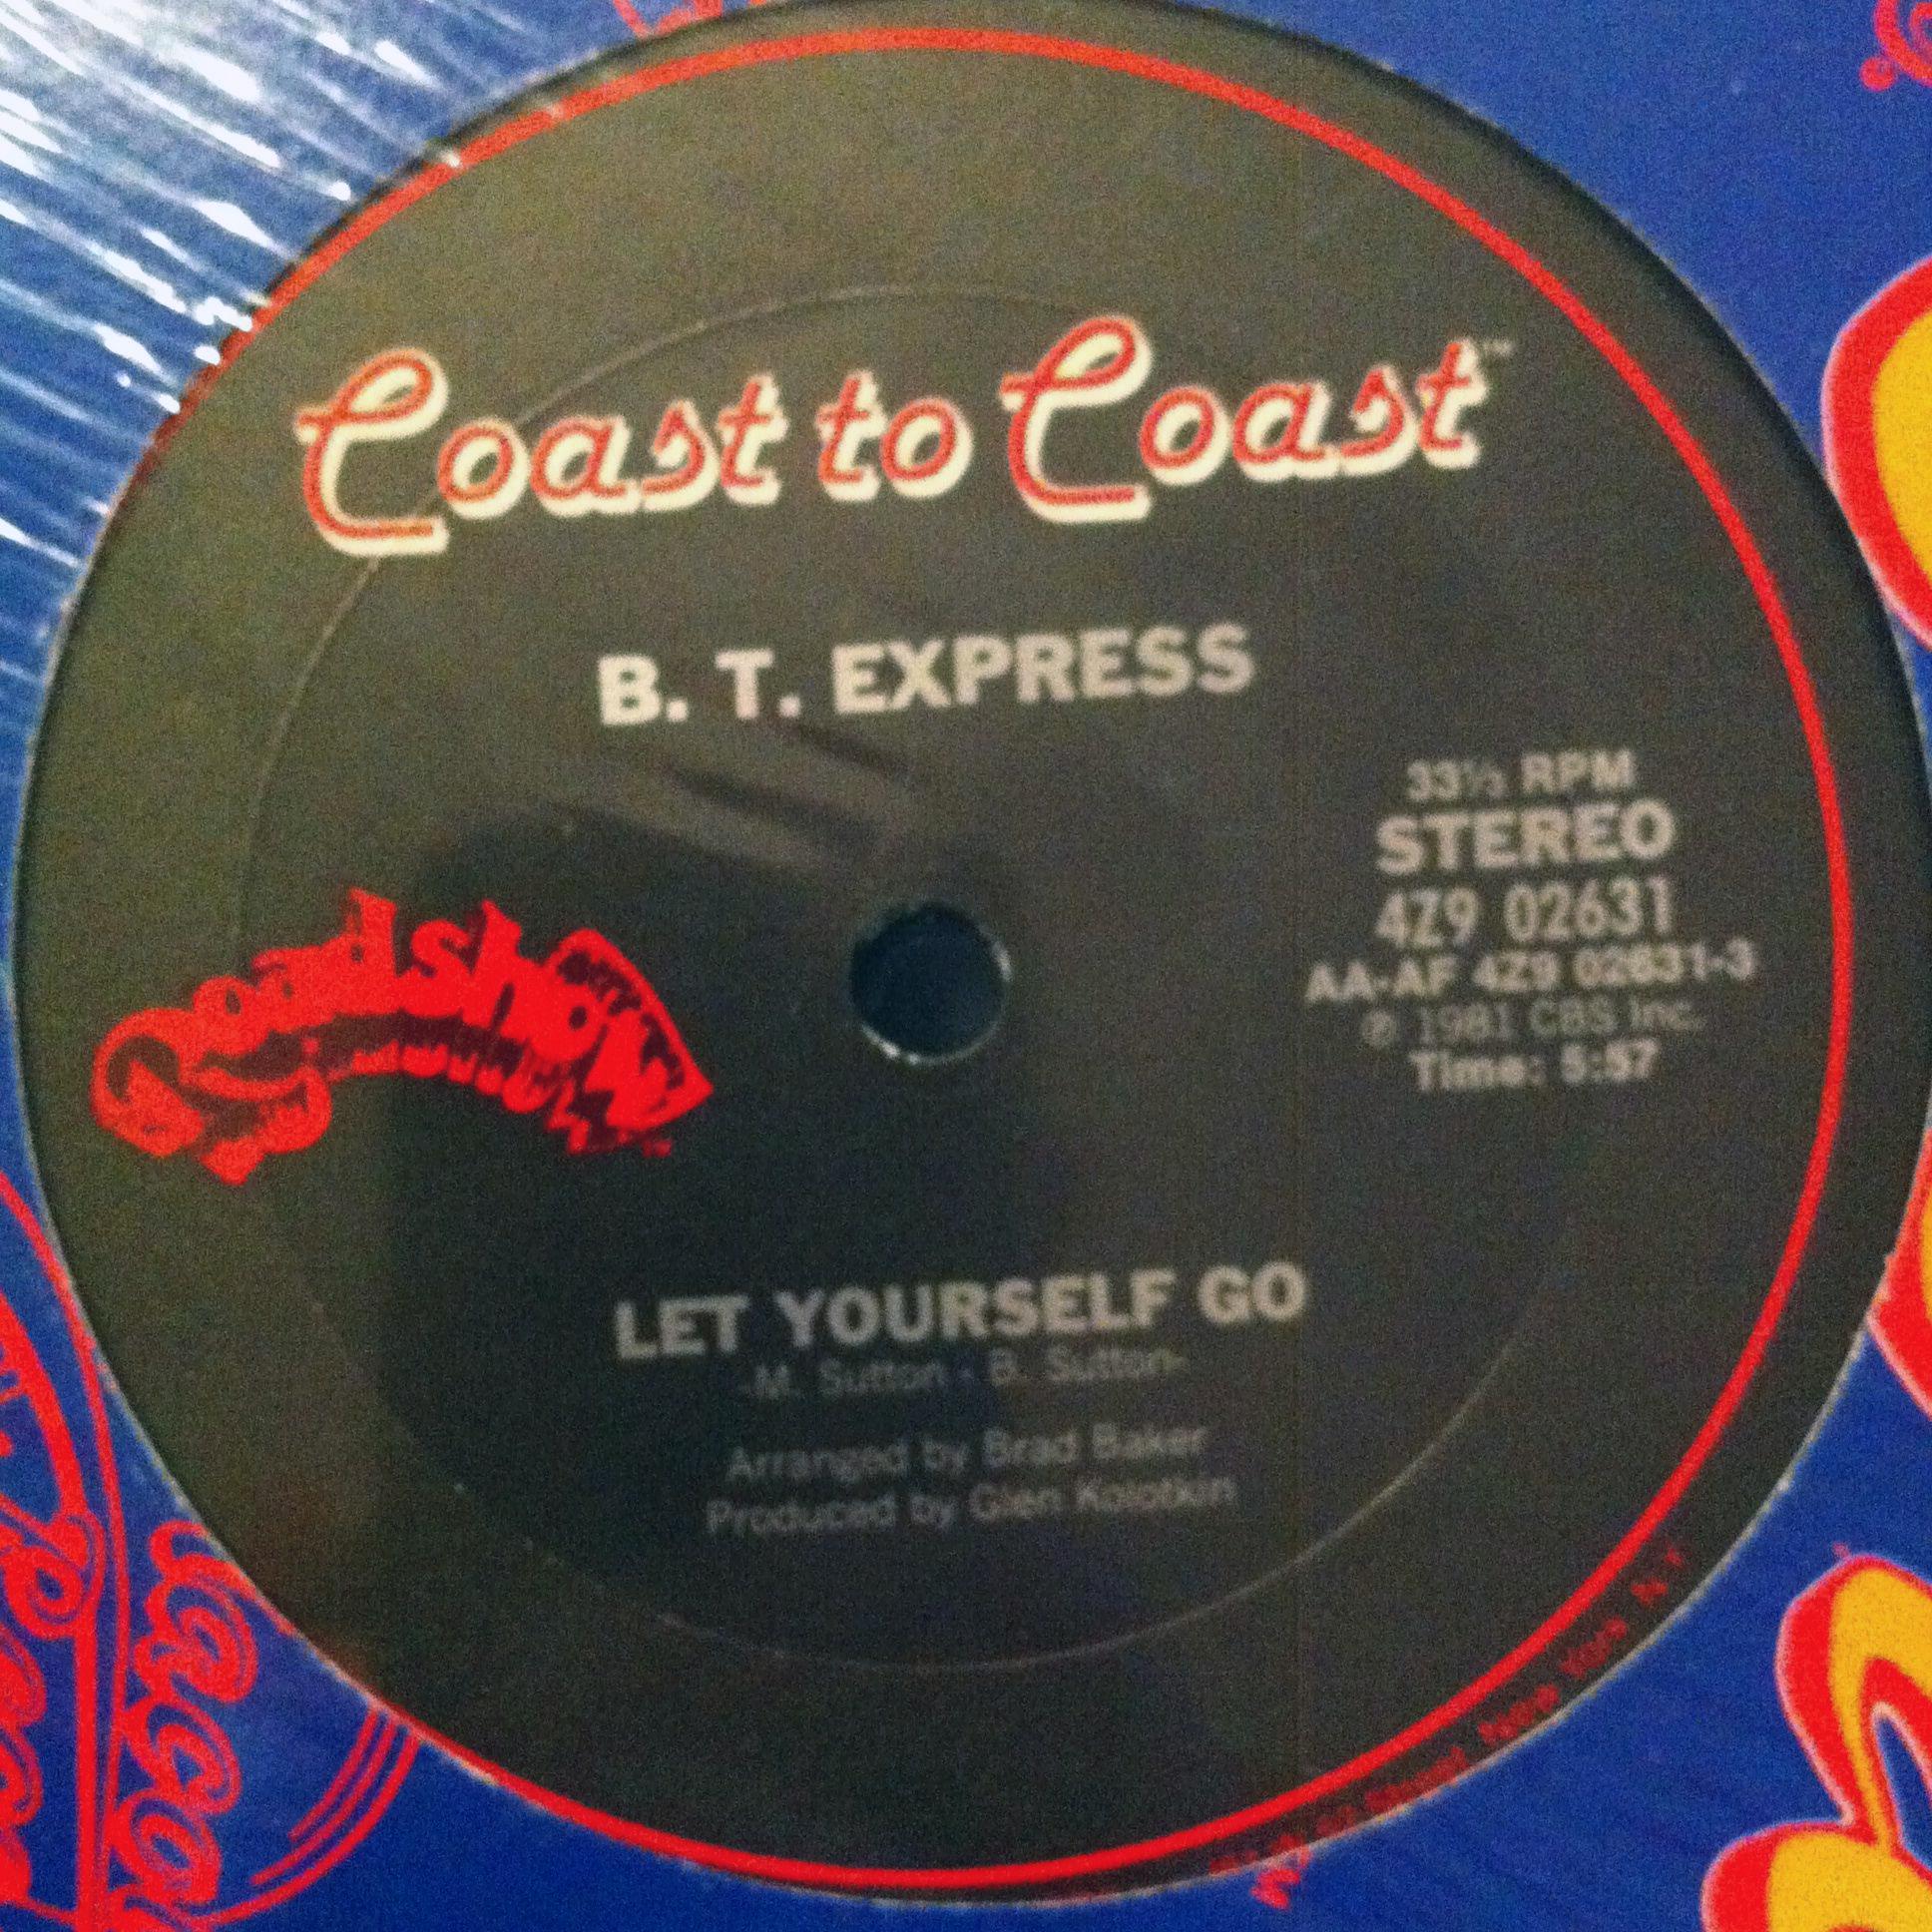 Coast to Coast™
B. T. EXPRESS
33⅓ RPM
STEREO
4Z9 02631
AA-AF 4Z9 02631-3
℗ 1981 CBS Inc.
Time: 5:57
Roadshow
LET YOURSELF GO
-M. Sutton - B. Sutton-
Arranged by Brad Baker
Produced by Glen Kolotkin